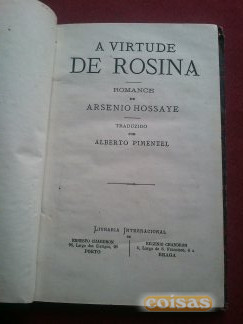 A VIRTUDE
DE ROSINA
ROMANCE
DE
ARSENIO HOSSAYE
TRADUZIDO
POR
ALBERTO PIMENTEL
LIVRARIA INTERNACIONAL
DE
ERNESTO CHARDRON
EUGENIO CHARDRON
PORTO
BRAGA
coisas